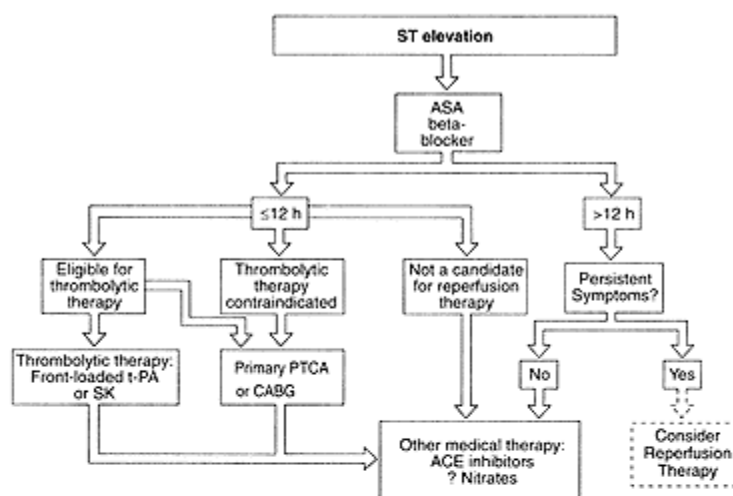 ST elevation
ASA
beta-
blocker
≤12 h
>12 h
Eligible for
thrombolytic
therapy
Thrombolytic
therapy
contraindicated
Not a candidate
for reperfusion
therapy
Persistent
Symptoms?
Thrombolytic therapy:
Front-loaded t-PA
or SK
Primary PTCA
or CABG
No
Yes
Other medical therapy:
ACE inhibitors
? Nitrates
Consider
Reperfusion
Therapy